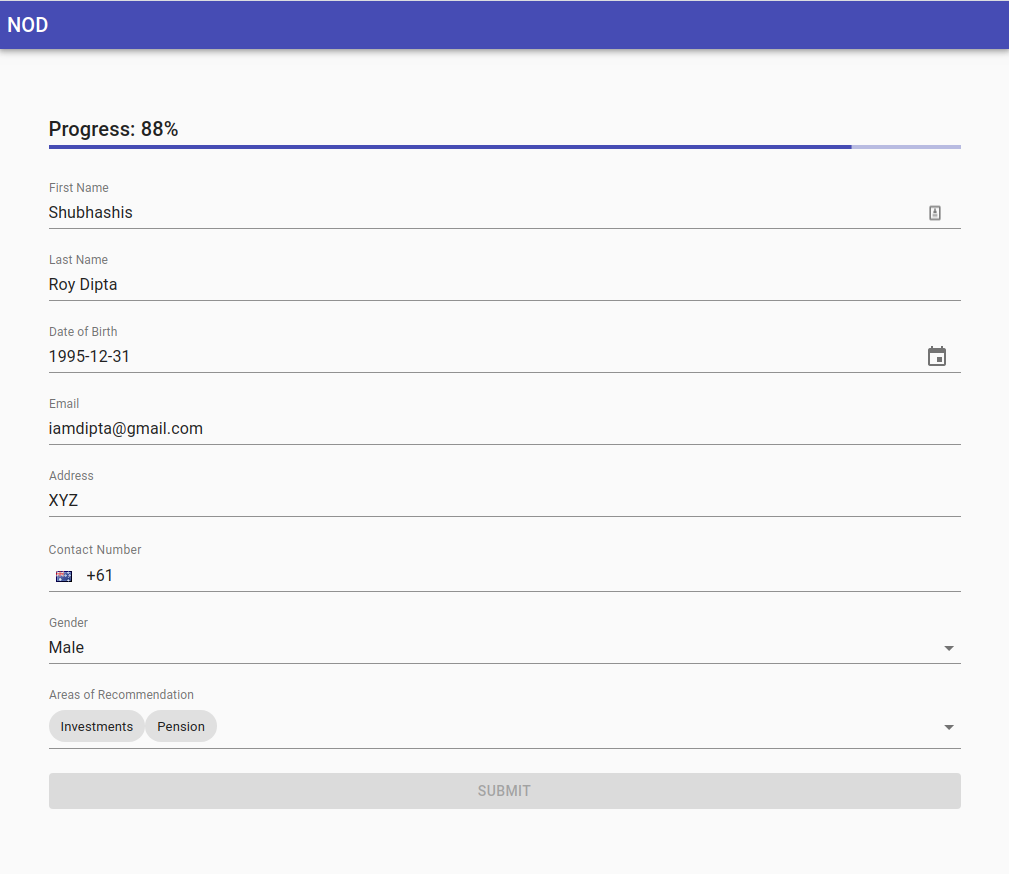 NOD
Progress: 88%
First Name
Shubhashis
Last Name
Roy Dipta
Date of Birth
1995-12-31
Email
iamdipta@gmail.com
Address
XYZ
Contact Number
+61
Gender
Male
Areas of Recommendation
Investments Pension
SUBMIT